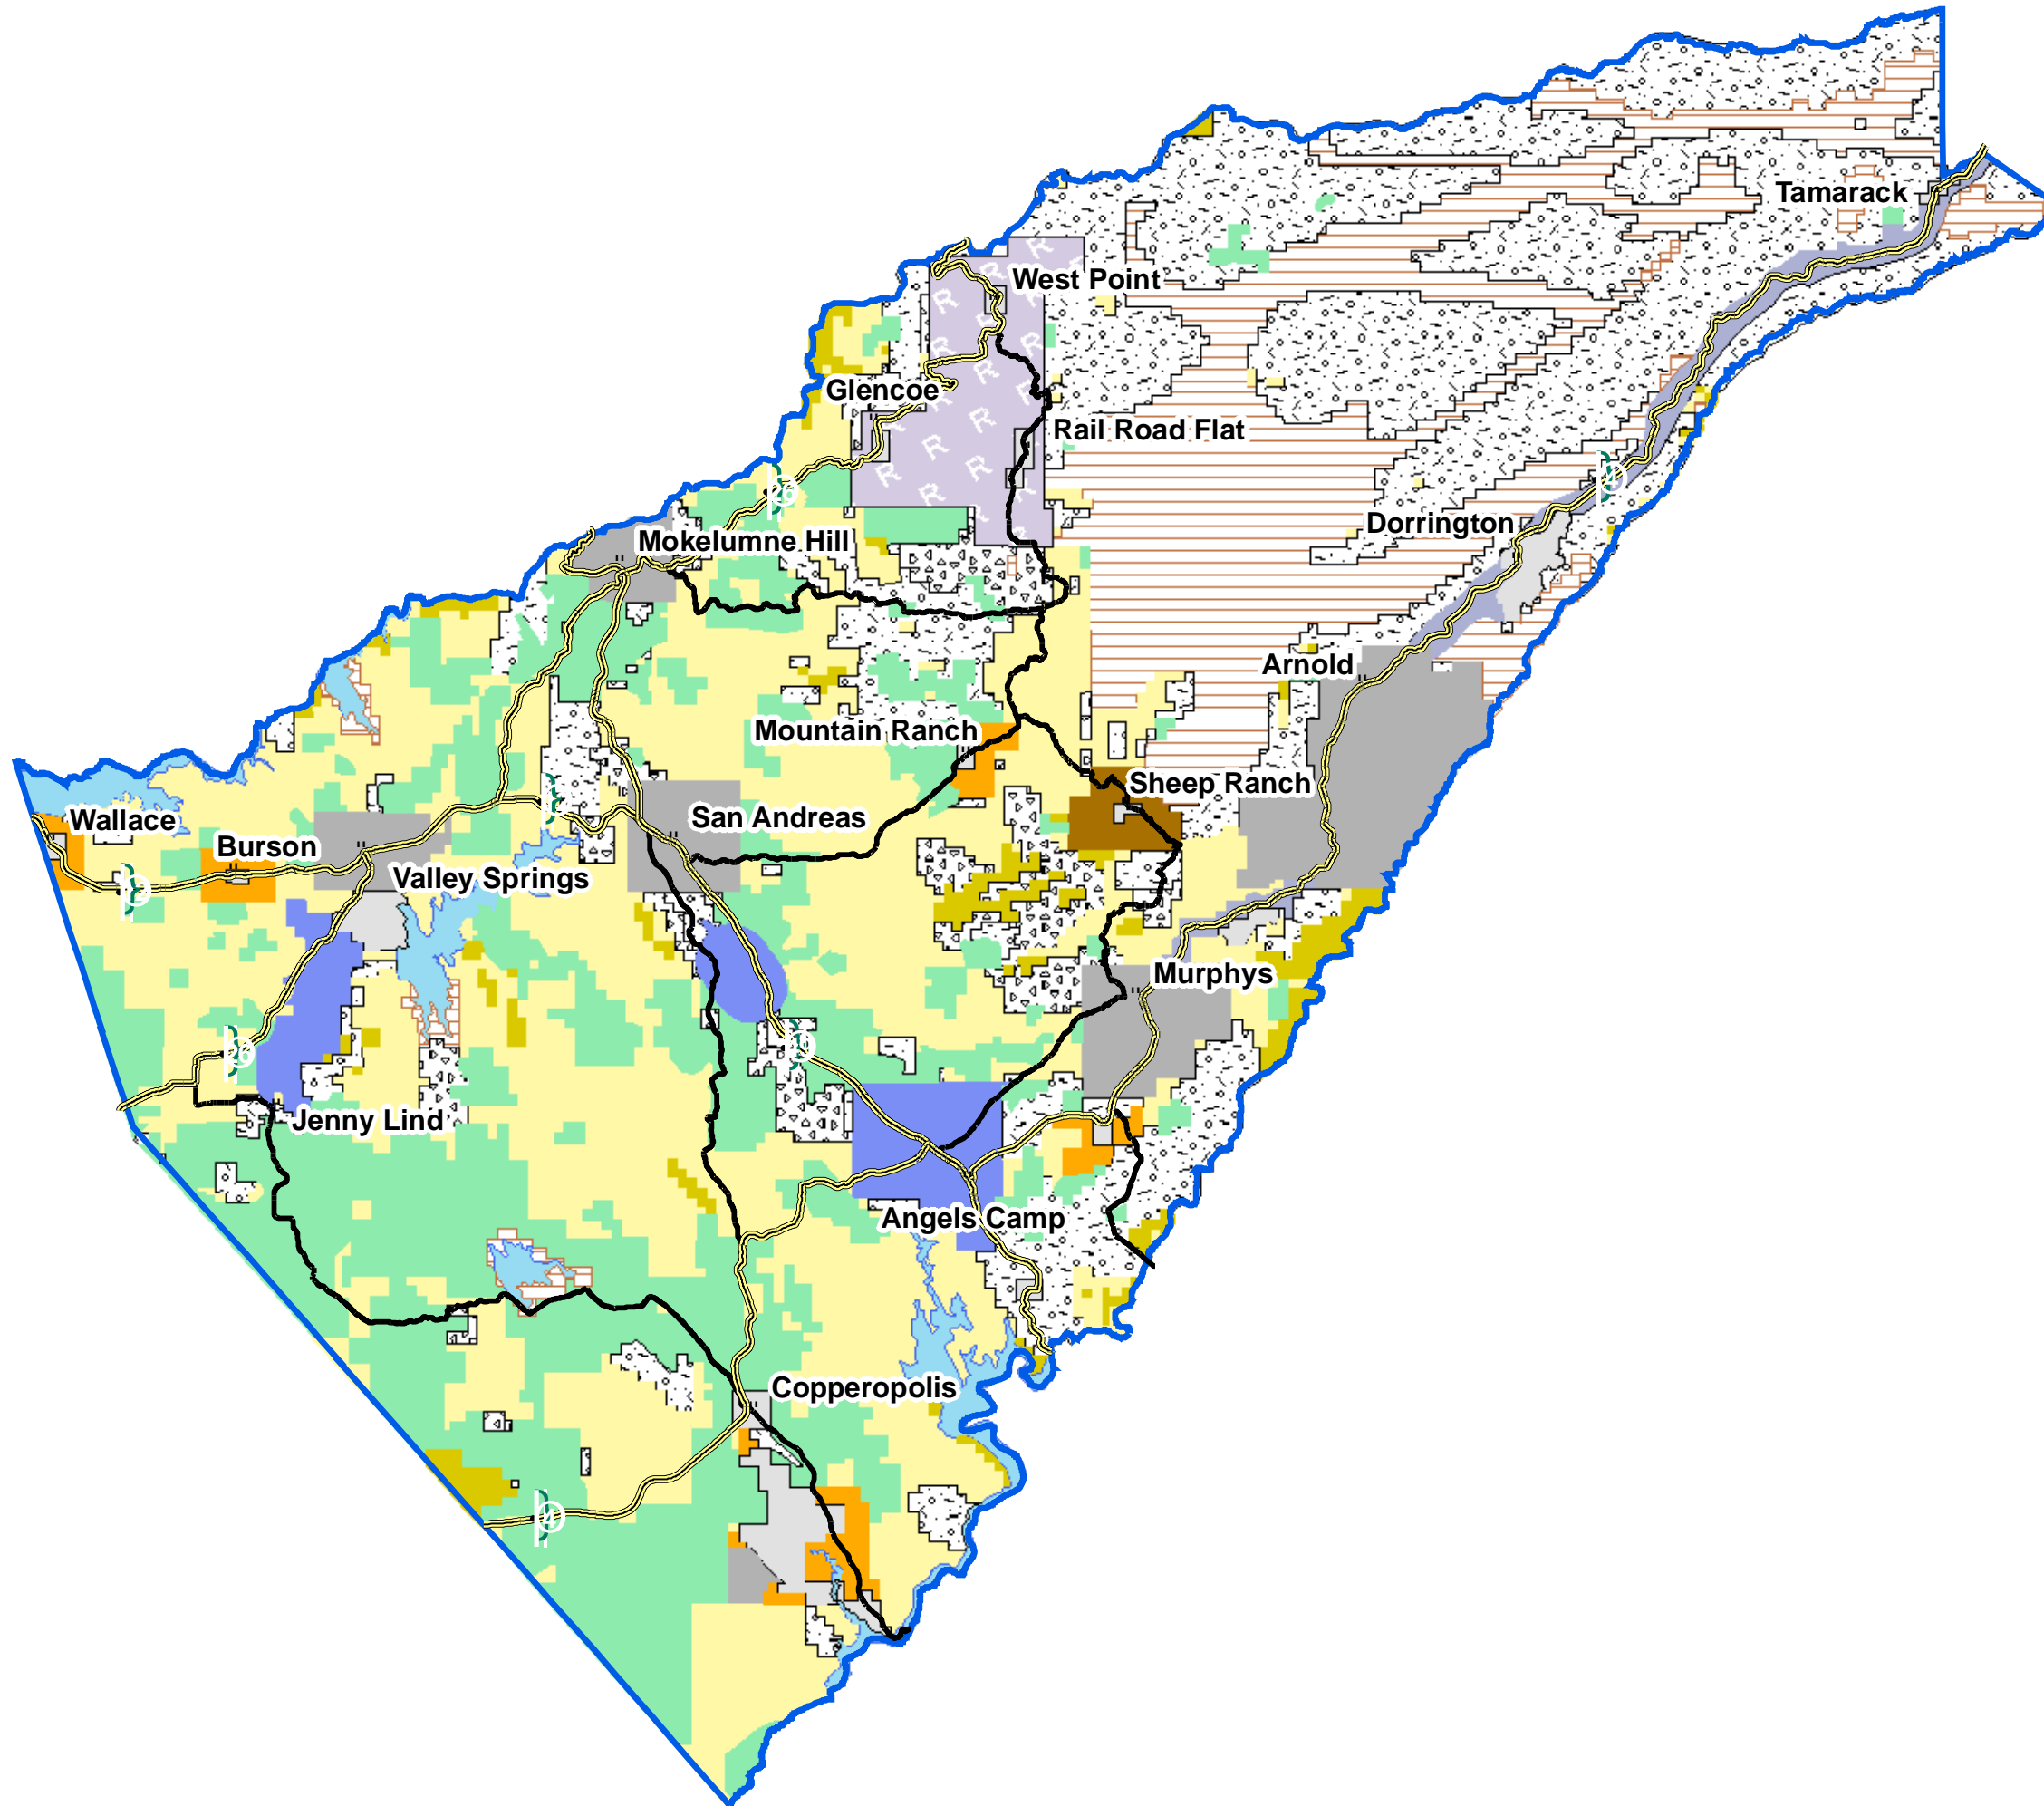 Tamarack
West Point
Glencoe
Rail Road Flat
Dorrington
Mokelumne Hill
Arnold
Mountain Ranch
Sheep Ranch
San Andreas
Wallace
Burson
Valley Springs
Murphys
Jenny Lind
Angels Camp
Copperopolis